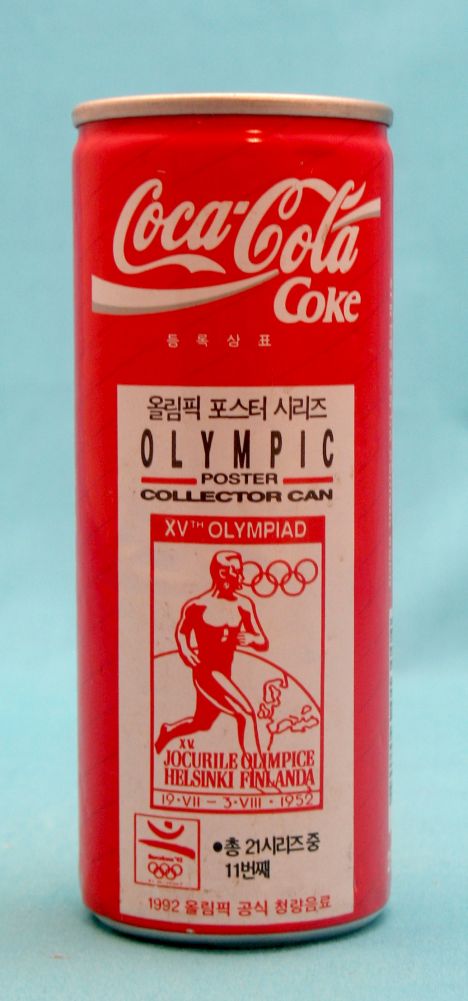 Coca-Cola
Coke
등록상표
올림픽 포스터 시리즈
OLYMPIC
POSTER
COLLECTOR CAN
XVTH OLYMPIAD
XV.
JOCURILE OLIMPICE
HELSINKI FINLANDA
19·VII — 3·VIII · 1952
Barcelona'92
•총 21시리즈 중
11번째
1992 올림픽 공식 청량음료